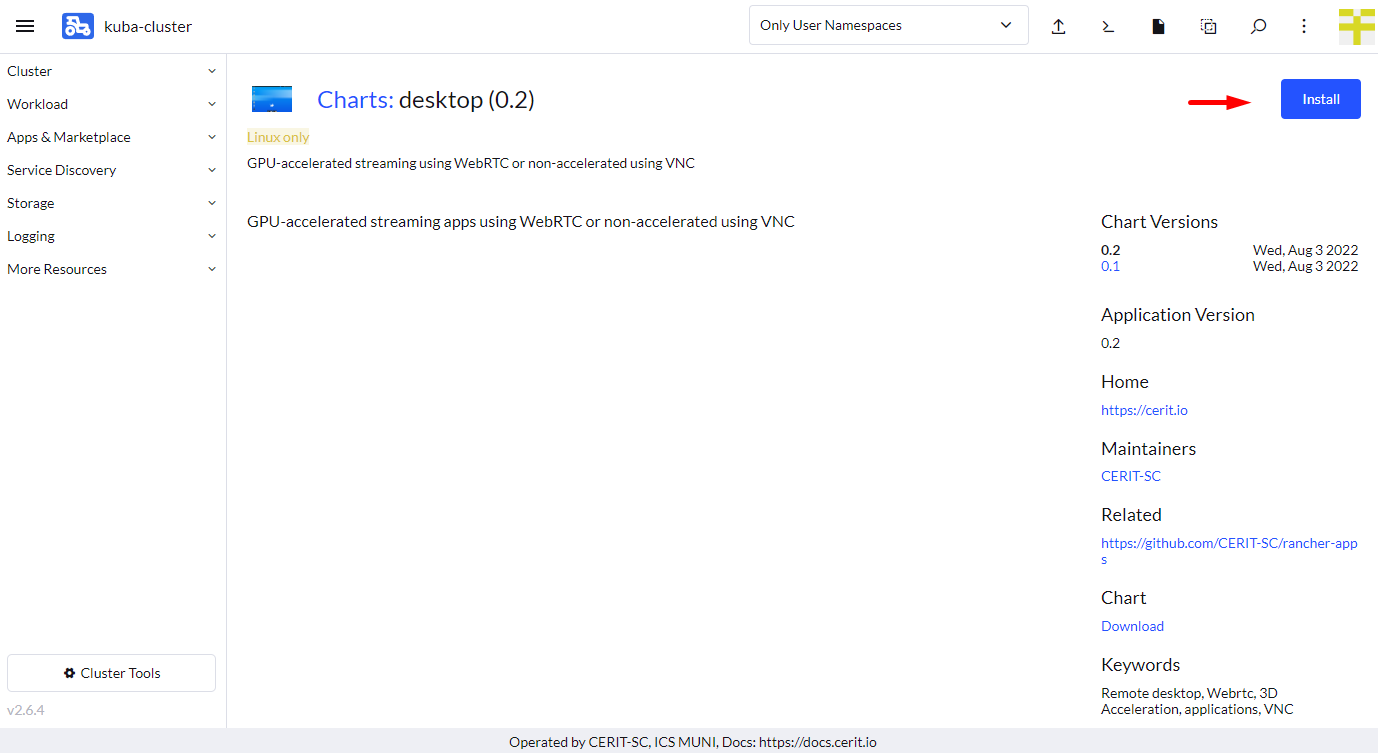 kuba-cluster
Only User Namespaces
Cluster
Workload
Apps & Marketplace
Service Discovery
Storage
Logging
More Resources
Cluster Tools
v2.6.4
Charts: desktop (0.2)
Install
Linux only
GPU-accelerated streaming using WebRTC or non-accelerated using VNC
GPU-accelerated streaming apps using WebRTC or non-accelerated using VNC
Chart Versions
0.2 Wed, Aug 3 2022
0.1 Wed, Aug 3 2022
Application Version
0.2
Home
https://cerit.io
Maintainers
CERIT-SC
Related
https://github.com/CERIT-SC/rancher-app
s
Chart
Download
Keywords
Remote desktop, Webrtc, 3D
Acceleration, applications, VNC
Operated by CERIT-SC, ICS MUNI, Docs: https://docs.cerit.io